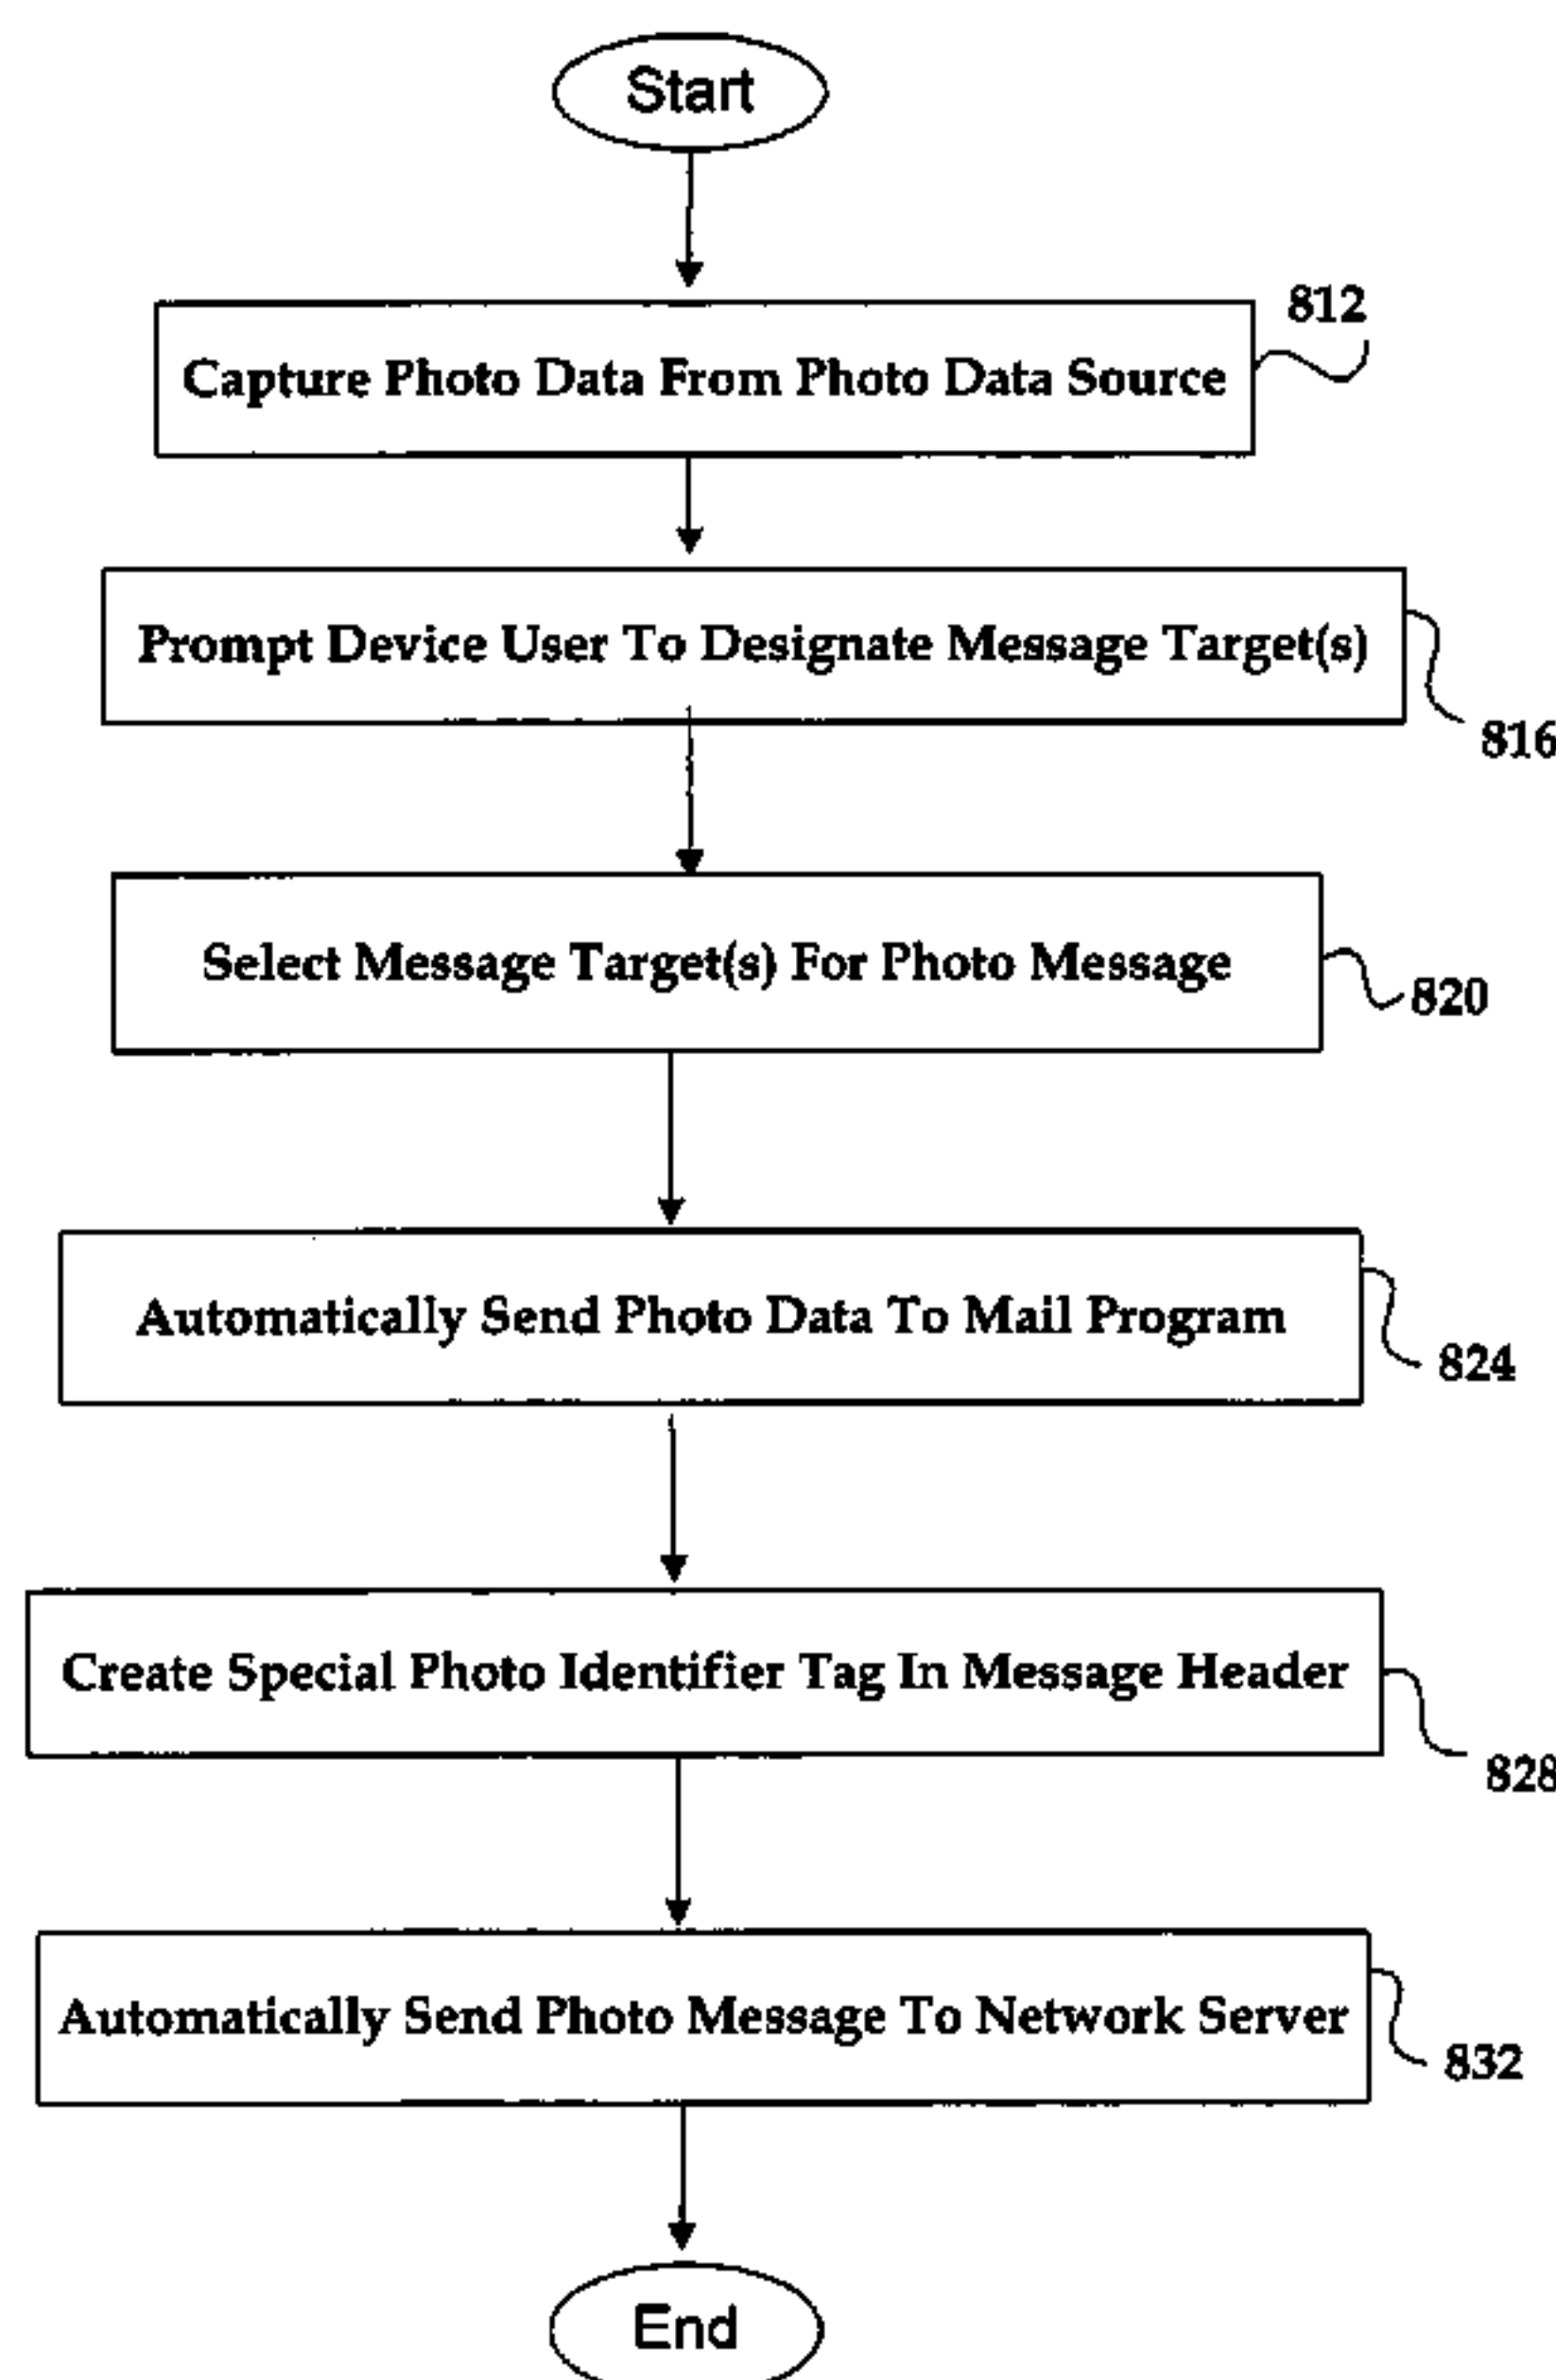 Start
812
Capture Photo Data From Photo Data Source
Prompt Device User To Designate Message Target(s)
816
Select Message Target(s) For Photo Message
820
Automatically Send Photo Data To Mail Program
824
Create Special Photo Identifier Tag In Message Header
828
Automatically Send Photo Message To Network Server
832
End